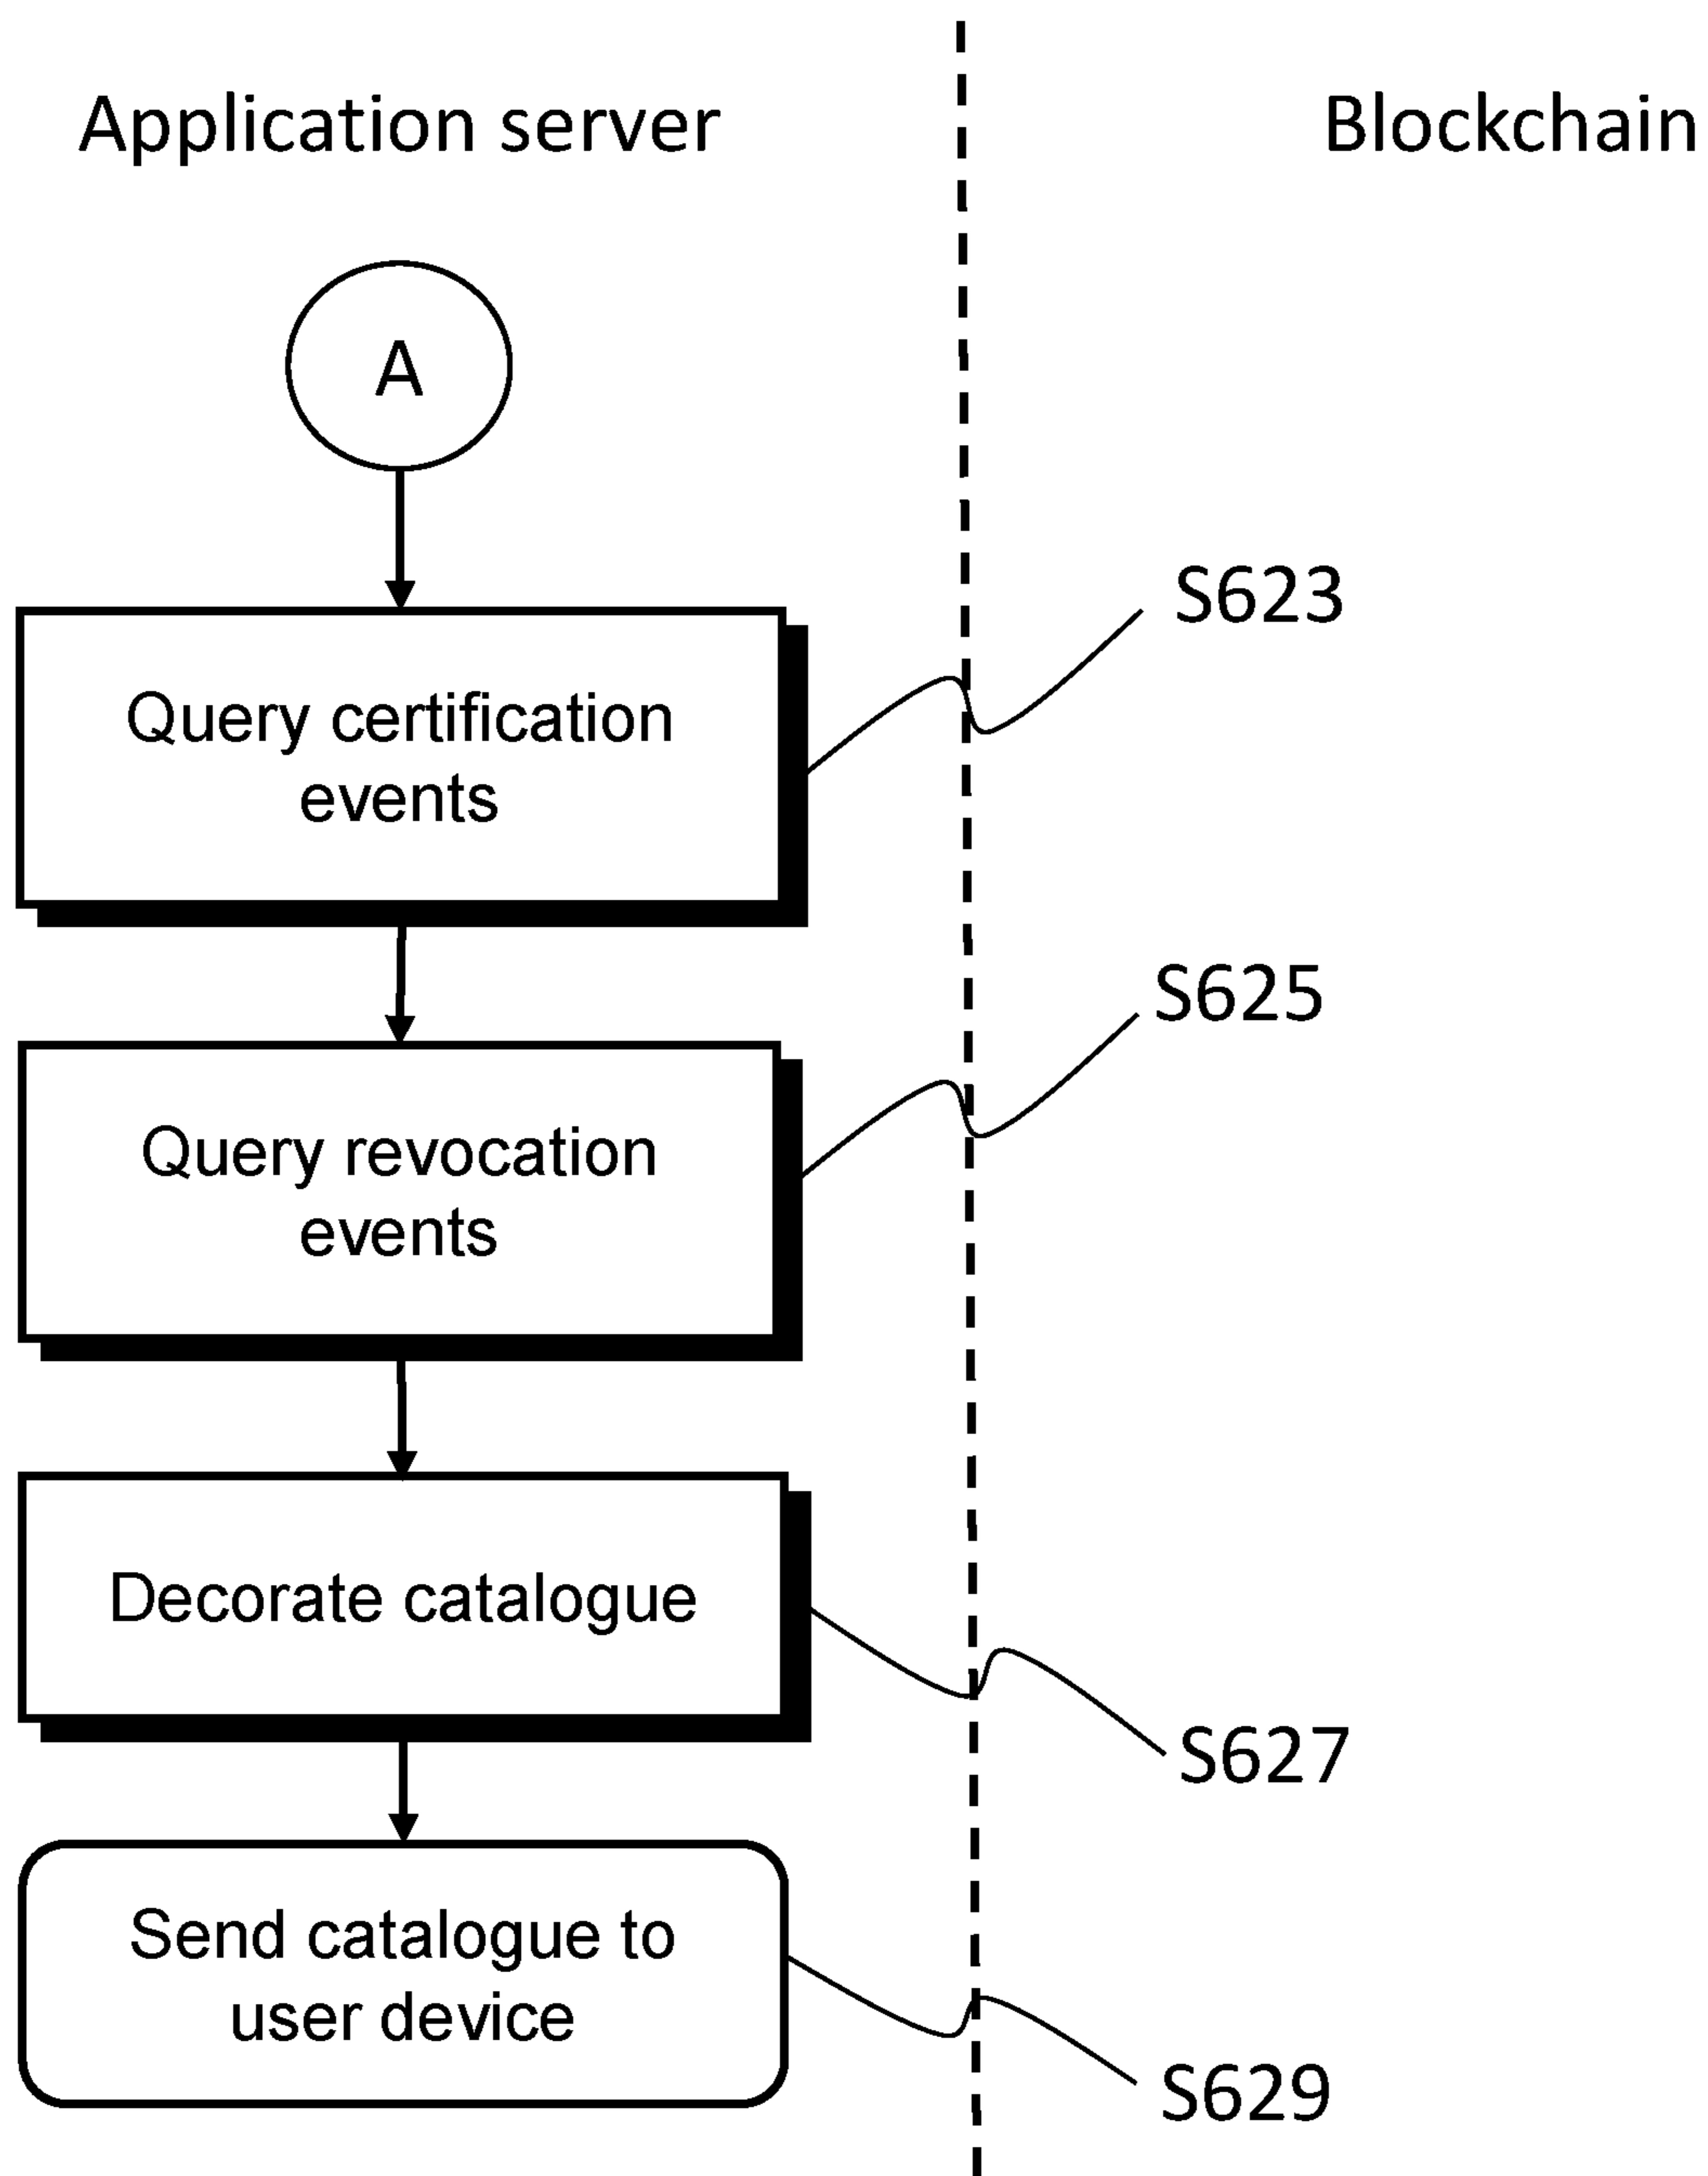 Application server
Blockchain
A
S623
Query certification
events
S625
Query revocation
events
Decorate catalogue
S627
Send catalogue to
user device
S629